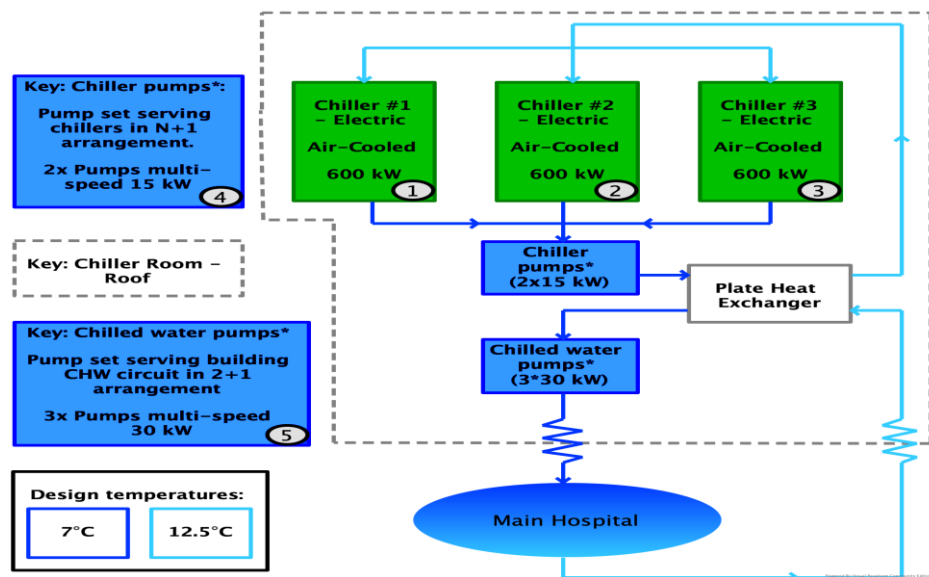 Key: Chiller pumps*:
Pump set serving
chillers in N+1
arrangement.
2x Pumps multi-
speed 15 kW
4
Key: Chiller Room –
Roof
Key: Chilled water pumps*
Pump set serving building
CHW circuit in 2+1
arrangement
3x Pumps multi-speed
30 kW
5
Design temperatures:
7°C
12.5°C
Chiller #1
– Electric
Air-Cooled
600 kW
1
Chiller #2
– Electric
Air-Cooled
600 kW
2
Chiller #3
– Electric
Air-Cooled
600 kW
3
Chiller
pumps*
(2x15 kW)
Plate Heat
Exchanger
Chilled water
pumps*
(3*30 kW)
Main Hospital